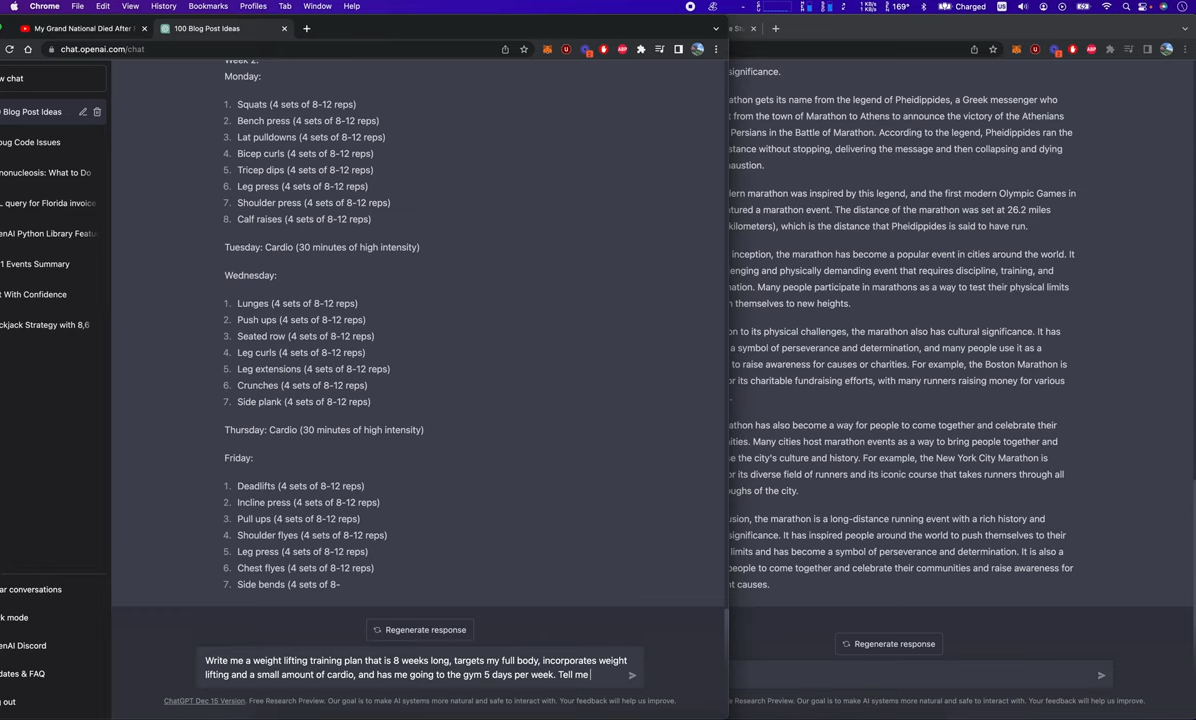 Chrome File Edit View History Bookmarks Profiles Tab Window Help
169° Charged
My Grand National Died After
100 Blog Post Ideas
chat.openai.com/chat
w chat
Blog Post Ideas
ug Code Issues
nonucleosis: What to Do
L query for Florida invoice
enAI Python Library Featu
1 Events Summary
t With Confidence
ckjack Strategy with 8,6
ar conversations
rk mode
enAI Discord
dates & FAQ
g out
Week 2:
Monday:
1. Squats (4 sets of 8-12 reps)
2. Bench press (4 sets of 8-12 reps)
3. Lat pulldowns (4 sets of 8-12 reps)
4. Bicep curls (4 sets of 8-12 reps)
5. Tricep dips (4 sets of 8-12 reps)
6. Leg press (4 sets of 8-12 reps)
7. Shoulder press (4 sets of 8-12 reps)
8. Calf raises (4 sets of 8-12 reps)
Tuesday: Cardio (30 minutes of high intensity)
Wednesday:
1. Lunges (4 sets of 8-12 reps)
2. Push ups (4 sets of 8-12 reps)
3. Seated row (4 sets of 8-12 reps)
4. Leg curls (4 sets of 8-12 reps)
5. Leg extensions (4 sets of 8-12 reps)
6. Crunches (4 sets of 8-12 reps)
7. Side plank (4 sets of 8-12 reps)
Thursday: Cardio (30 minutes of high intensity)
Friday:
1. Deadlifts (4 sets of 8-12 reps)
2. Incline press (4 sets of 8-12 reps)
3. Pull ups (4 sets of 8-12 reps)
4. Shoulder flyes (4 sets of 8-12 reps)
5. Leg press (4 sets of 8-12 reps)
6. Chest flyes (4 sets of 8-12 reps)
7. Side bends (4 sets of 8-
Regenerate response
Write me a weight lifting training plan that is 8 weeks long, targets my full body, incorporates weight
lifting and a small amount of cardio, and has me going to the gym 5 days per week. Tell me
ChatGPT Dec 15 Version. Free Research Preview. Our goal is to make AI systems more natural and safe to interact with. Your feedback will help us improve.
significance.
athon gets its name from the legend of Pheidippides, a Greek messenger who
t from the town of Marathon to Athens to announce the victory of the Athenians
Persians in the Battle of Marathon. According to the legend, Pheidippides ran the
stance without stopping, delivering the message and then collapsing and dying
haustion.
dern marathon was inspired by this legend, and the first modern Olympic Games in
atured a marathon event. The distance of the marathon was set at 26.2 miles
kilometers), which is the distance that Pheidippides is said to have run.
inception, the marathon has become a popular event in cities around the world. It
enging and physically demanding event that requires discipline, training, and
nation. Many people participate in marathons as a way to test their physical limits
h themselves to new heights.
on to its physical challenges, the marathon also has cultural significance. It has
a symbol of perseverance and determination, and many people use it as a
to raise awareness for causes or charities. For example, the Boston Marathon is
or its charitable fundraising efforts, with many runners raising money for various
.
athon has also become a way for people to come together and celebrate their
ities. Many cities host marathon events as a way to bring people together and
se the city's culture and history. For example, the New York City Marathon is
or its diverse field of runners and its iconic course that takes runners through all
oughs of the city.
usion, the marathon is a long-distance running event with a rich history and
significance. It has inspired people around the world to push themselves to their
limits and has become a symbol of perseverance and determination. It is also a
people to come together and celebrate their communities and raise awareness for
nt causes.
Regenerate response
w. Our goal is to make AI systems more natural and safe to interact with. Your feedback will help us improve.